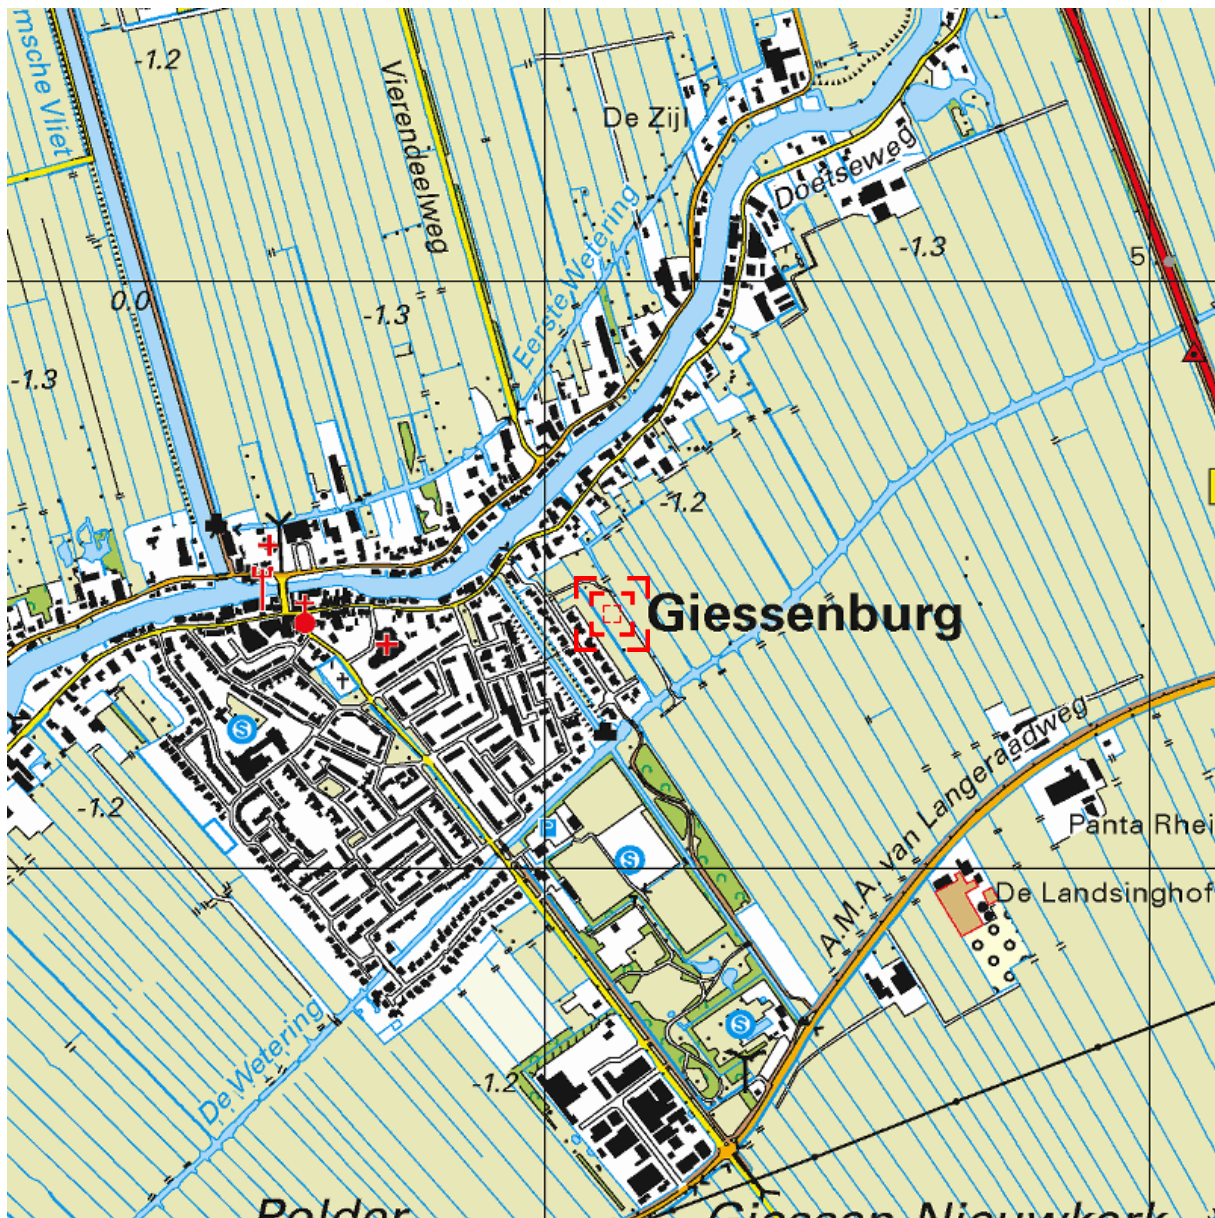 msche Vliet
-1.2
Vierendeelweg
De Zijl
Doetseweg
Eerste Wetering
-1.3
5
0.0
-1.3
-1.3
-1.2
Giessenburg
S
A.M.A. van Langeraadweg
-1.2
P
Panta Rhei
S
De Landsinghof
De Wetering
S
-1.2
Polder
Giessen-Nieuwkerk